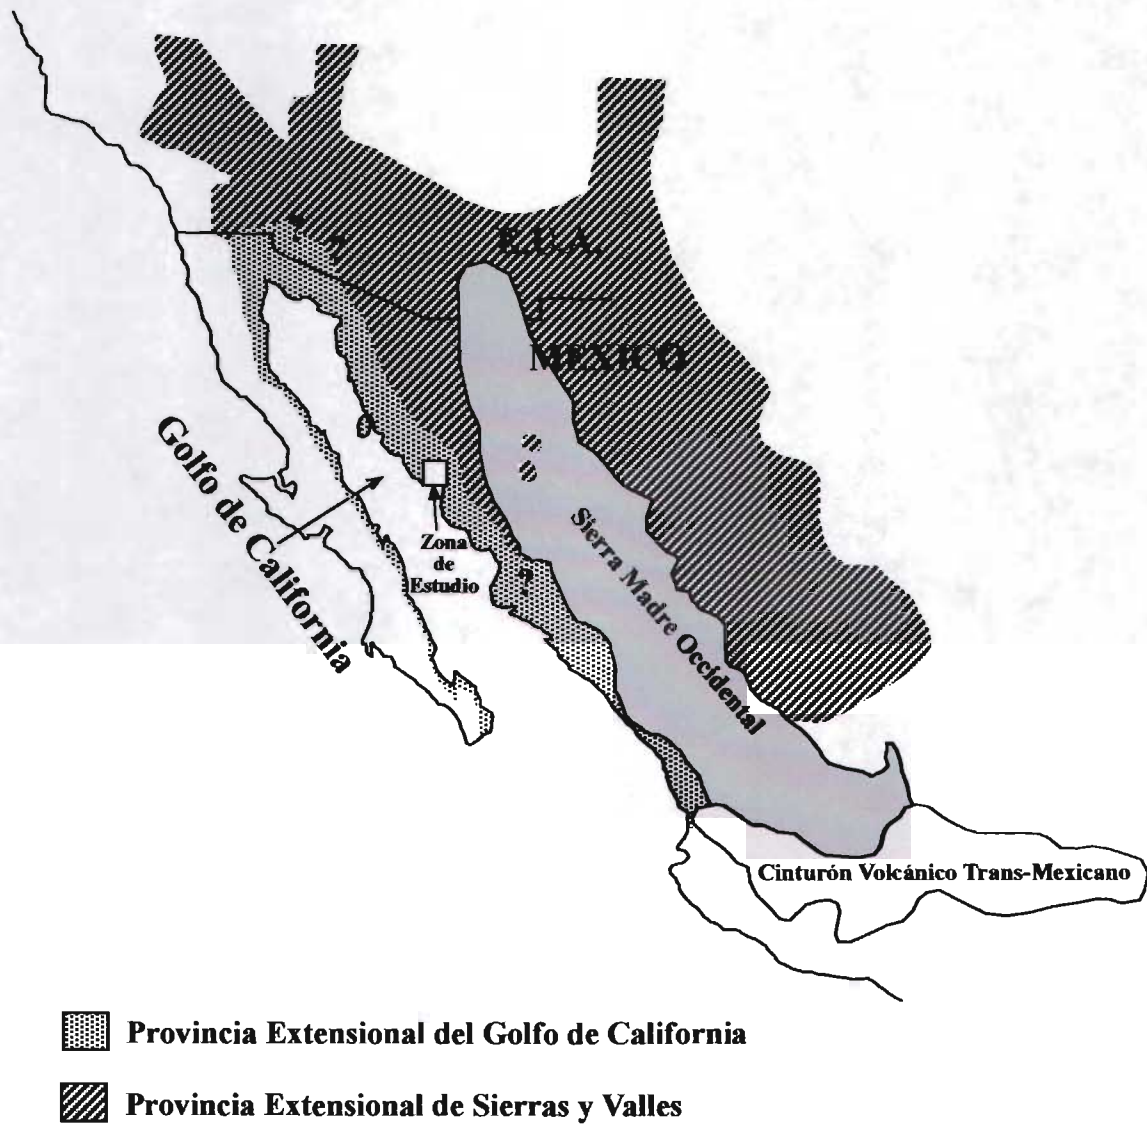 E.U.A.
MEXICO
Golfo de California
Zona
de
Estudio
Sierra Madre Occidental
Cinturón Volcánico Trans-Mexicano
Provincia Extensional del Golfo de California
Provincia Extensional de Sierras y Valles